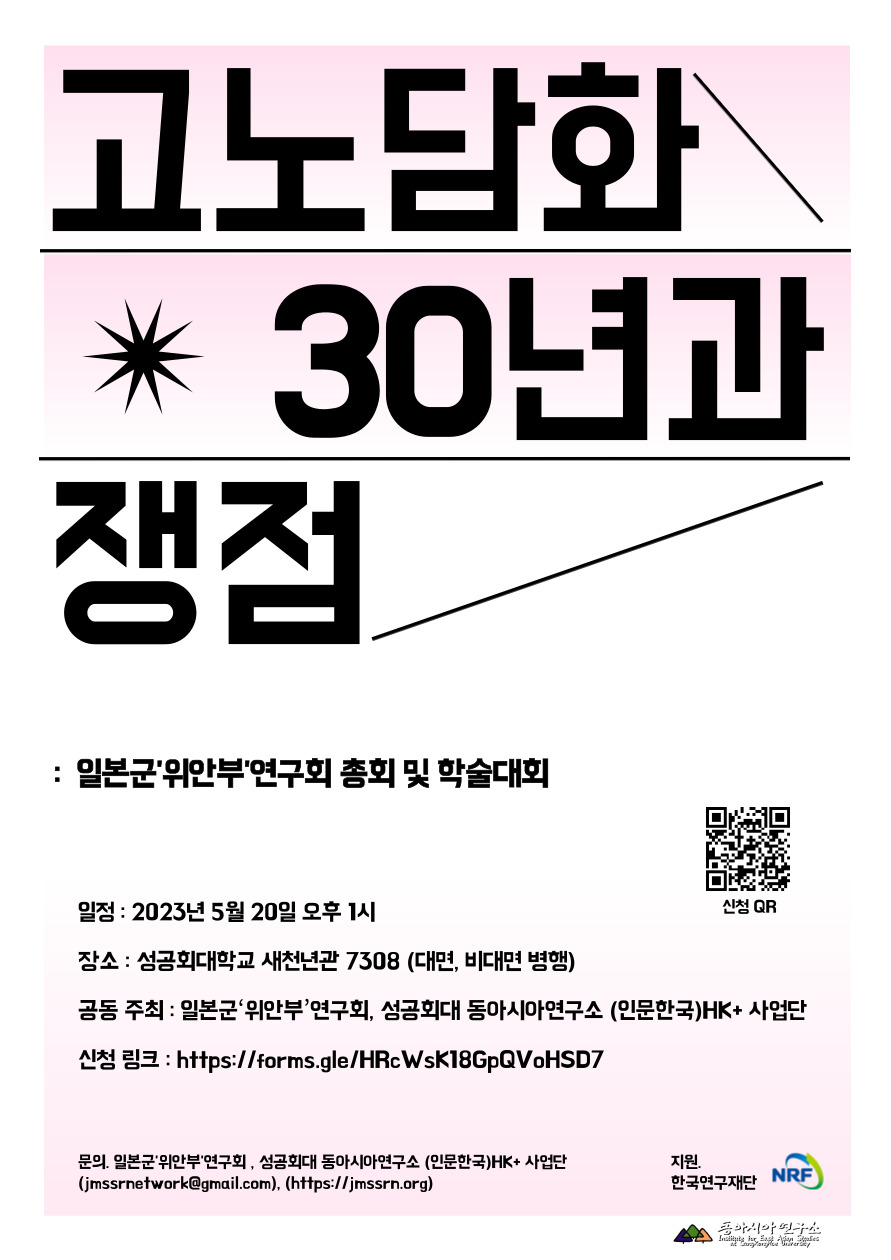 고노담화
30년과
쟁점
: 일본군'위안부'연구회 총회 및 학술대회
신청 QR
일정 : 2023년 5월 20일 오후 1시
장소 : 성공회대학교 새천년관 7308 (대면, 비대면 병행)
공동 주최 : 일본군‘위안부’연구회, 성공회대 동아시아연구소 (인문한국)HK+ 사업단
신청 링크 : https://forms.gle/HRcWsK18GpQVoHSD7
문의. 일본군'위안부'연구회 , 성공회대 동아시아연구소 (인문한국)HK+ 사업단
(jmssrnetwork@gmail.com), (https://jmssrn.org)
지원.
한국연구재단
NRF
동아시아연구소
Institute for East Asian Studies
at SungKongHoe University